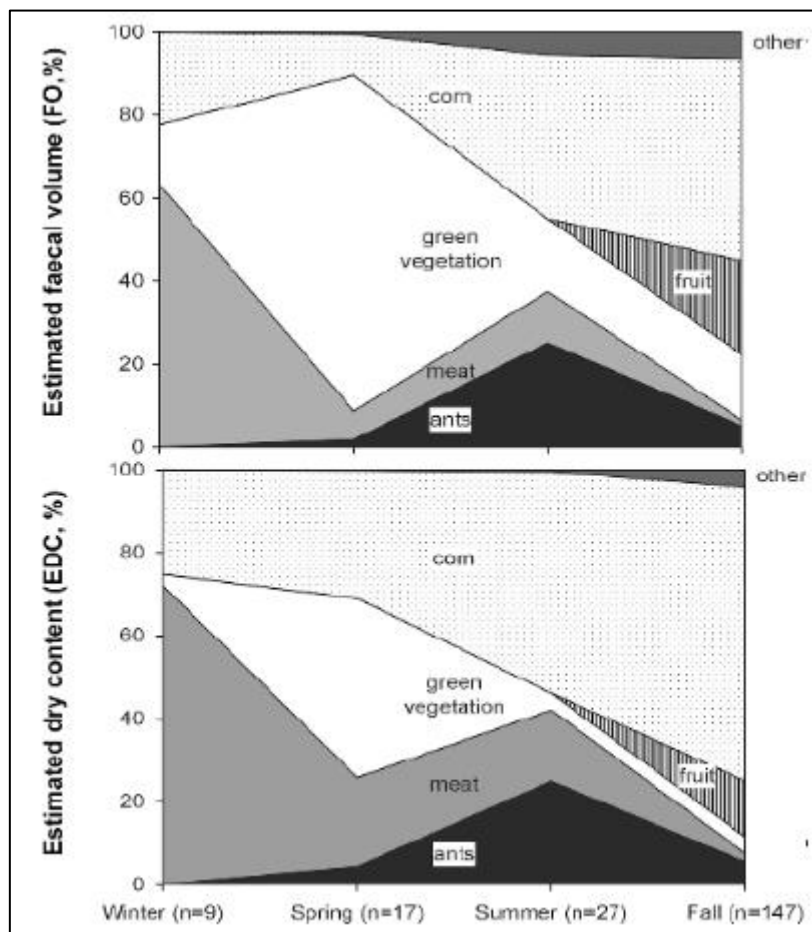 Estimated faecal volume (FO,%)
100
80
60
40
20
0
other
corn
green
vegetation
fruit
meat
ants
Estimated dry content (EDC, %)
100
80
60
40
20
0
other
corn
green
vegetation
fruit
meat
ants
Winter (n=9) Spring (n=17) Summer (n=27) Fall (n=147)